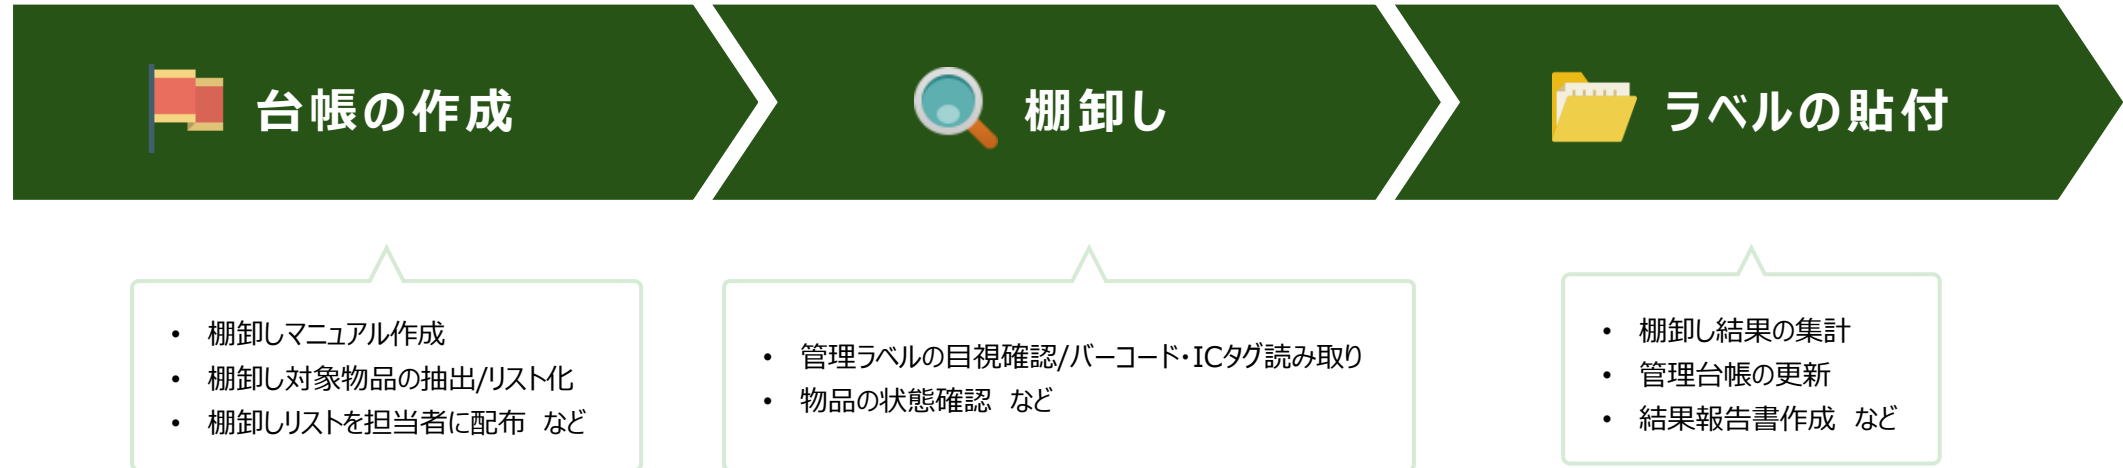 台帳の作成
棚卸し
ラベルの貼付
• 棚卸しマニュアル作成
• 棚卸し対象物品の抽出/リスト化
• 棚卸しリストを担当者に配布　など
• 管理ラベルの目視確認/バーコード・ICタグ読み取り
• 物品の状態確認　など
• 棚卸し結果の集計
• 管理台帳の更新
• 結果報告書作成　など